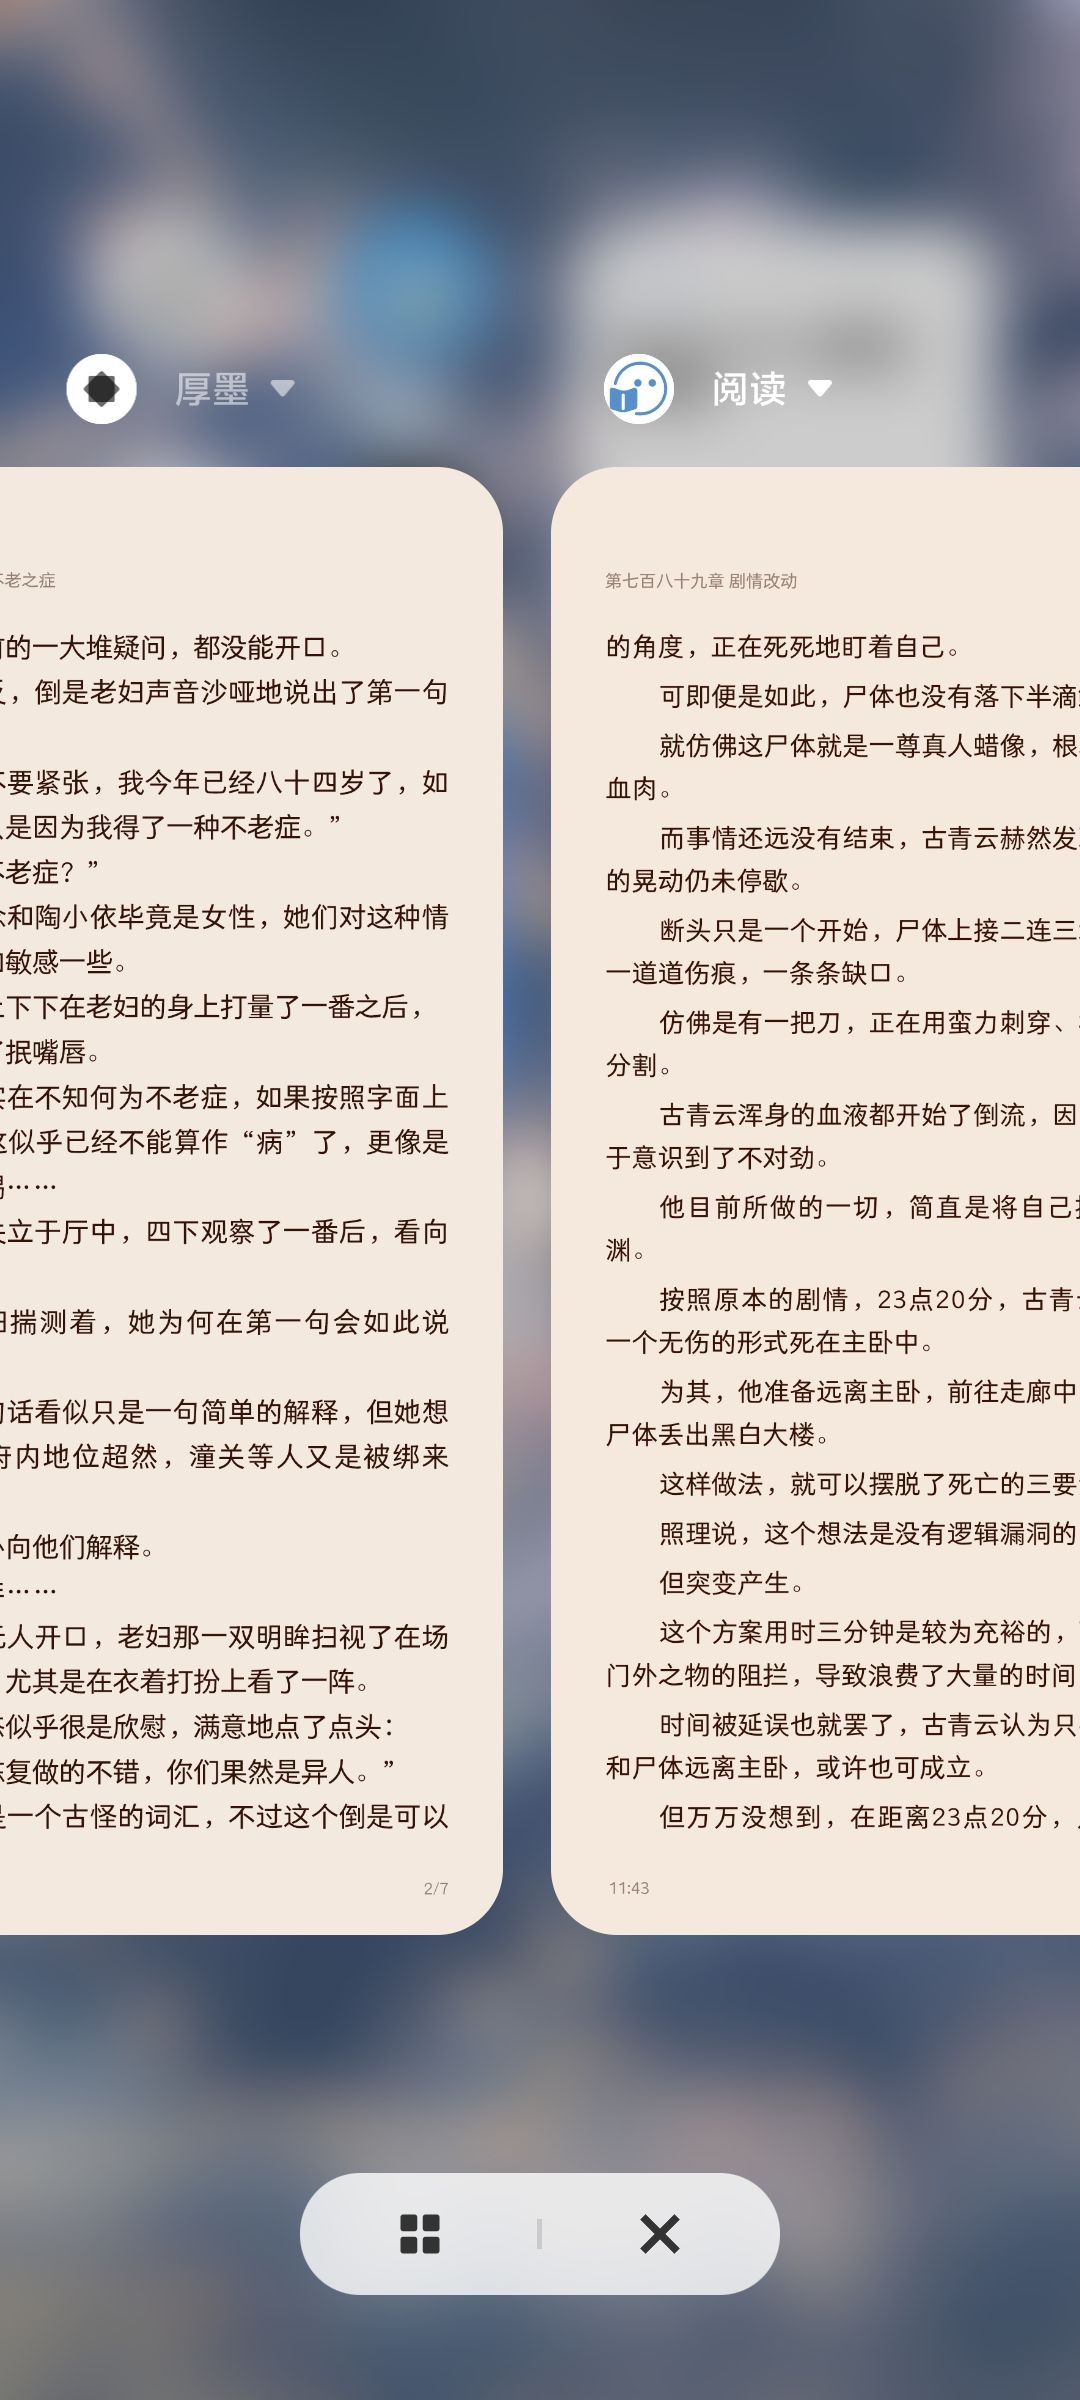 厚墨
老之症
的一大堆疑问，都没能开口。
，倒是老妇声音沙哑地说出了第一句
要紧张，我今年已经八十四岁了，如
是因为我得了一种不老症。”
老症？”
和陶小依毕竟是女性，她们对这种情
敏感一些。
下下在老妇的身上打量了一番之后，
抿嘴唇。
在不知何为不老症，如果按照字面上
似乎已经不能算作“病”了，更像是
……
立于厅中，四下观察了一番后，看向
揣测着，她为何在第一句会如此说
话看似只是一句简单的解释，但她想
内地位超然，潼关等人又是被绑来
向他们解释。
……
人开口，老妇那一双明眸扫视了在场
尤其是在衣着打扮上看了一阵。
似乎很是欣慰，满意地点了点头：
复做的不错，你们果然是异人。”
一个古怪的词汇，不过这个倒是可以
2/7
阅读
第七百八十九章 剧情改动
的角度，正在死死地盯着自己。
可即便是如此，尸体也没有落下半滴
就仿佛这尸体就是一尊真人蜡像，根
血肉。
而事情还远没有结束，古青云赫然发
的晃动仍未停歇。
断头只是一个开始，尸体上接二连三
一道道伤痕，一条条缺口。
仿佛是有一把刀，正在用蛮力刺穿、
分割。
古青云浑身的血液都开始了倒流，因
于意识到了不对劲。
他目前所做的一切，简直是将自己
渊。
按照原本的剧情，23点20分，古青
一个无伤的形式死在主卧中。
为其，他准备远离主卧，前往走廊中
尸体丢出黑白大楼。
这样做法，就可以摆脱了死亡的三要
照理说，这个想法是没有逻辑漏洞的
但突变产生。
这个方案用时三分钟是较为充裕的，
门外之物的阻拦，导致浪费了大量的时间
时间被延误也就罢了，古青云认为只
和尸体远离主卧，或许也可成立。
但万万没想到，在距离23点20分，
11:43